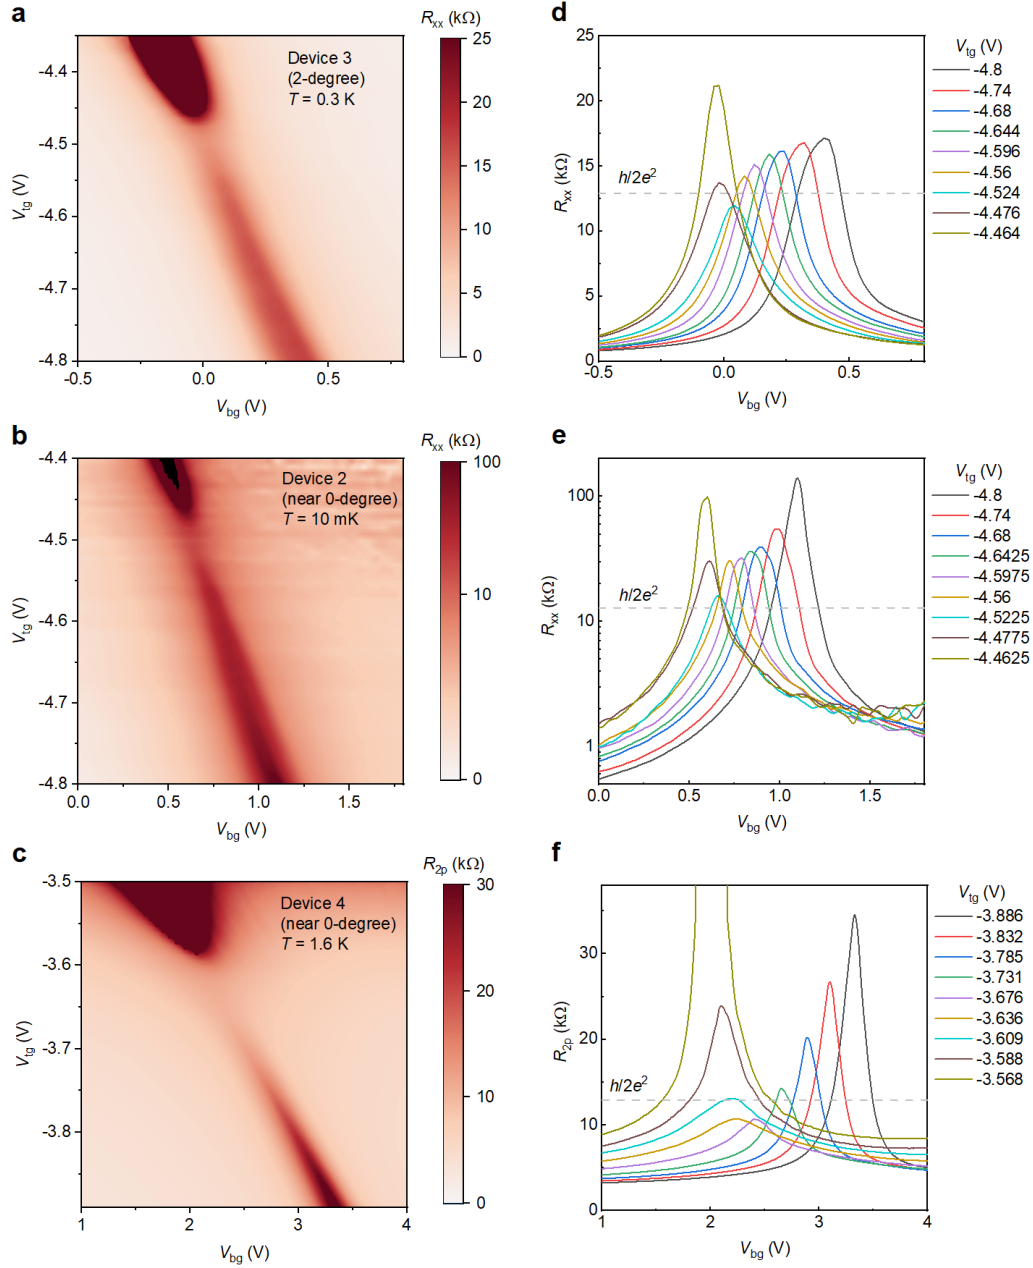 a
R_xx (kΩ)
Device 3
(2-degree)
T = 0.3 K
-4.4
-4.5
-4.6
-4.7
-4.8
V_tg (V)
-0.5
0.0
0.5
V_bg (V)
25
20
15
10
5
0
d
25
20
15
10
5
0
R_xx (kΩ)
h/2e²
-0.5
0.0
0.5
V_bg (V)
V_tg (V)
-4.8
-4.74
-4.68
-4.644
-4.596
-4.56
-4.524
-4.476
-4.464
b
R_xx (kΩ)
Device 2
(near 0-degree)
T = 10 mK
-4.4
-4.5
-4.6
-4.7
-4.8
V_tg (V)
0.0
0.5
1.0
1.5
V_bg (V)
100
10
0
e
100
10
1
R_xx (kΩ)
h/2e²
0.0
0.5
1.0
1.5
V_bg (V)
V_tg (V)
-4.8
-4.74
-4.68
-4.6425
-4.5975
-4.56
-4.5225
-4.4775
-4.4625
c
R_2p (kΩ)
Device 4
(near 0-degree)
T = 1.6 K
-3.5
-3.6
-3.7
-3.8
V_tg (V)
1
2
3
4
V_bg (V)
30
20
10
0
f
30
20
10
0
R_2p (kΩ)
h/2e²
1
2
3
4
V_bg (V)
V_tg (V)
-3.886
-3.832
-3.785
-3.731
-3.676
-3.636
-3.609
-3.588
-3.568